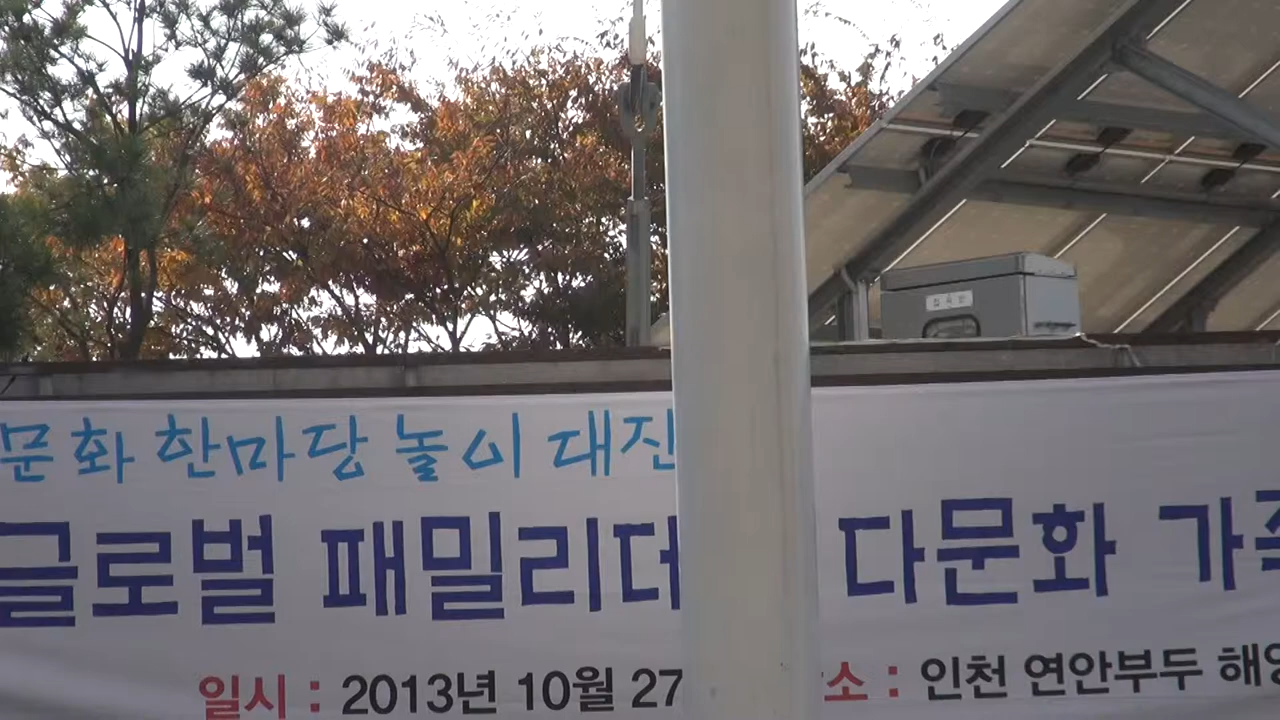 문화 한마당 놀이 대잔
글로벌 패밀리데 다문화 가족
일시 : 2013년 10월 27 소 : 인천 연안부두 해양